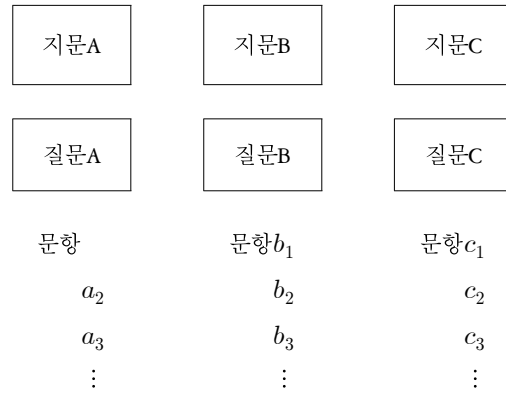 지문A 지문B 지문C
질문A 질문B 질문C
문항 문항b₁ 문항c₁
a₂ b₂ c₂
a₃ b₃ c₃
⋮ ⋮ ⋮